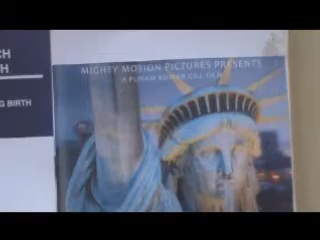 CH
H
G BIRTH
MIGHTY MOTION PICTURES PRESENTS
A PUNAM KUMAR GILL FILM